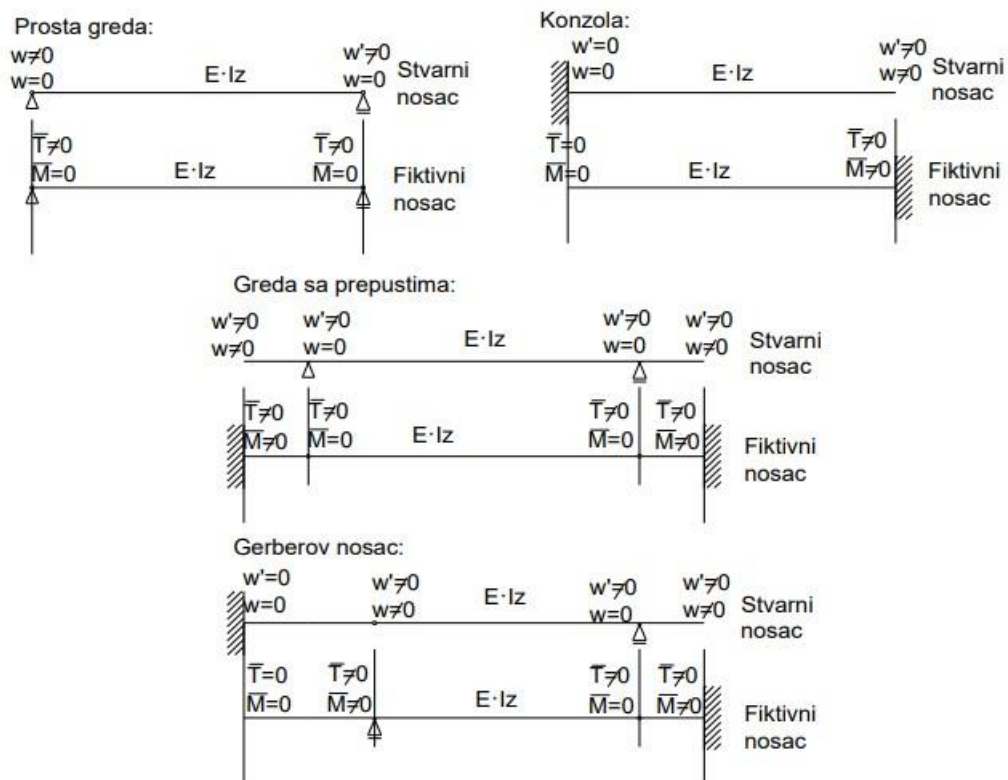 Prosta greda:
w≠0
w=0
E·Iz
w'≠0
w=0
Stvarni
nosac
T̅≠0
M̅=0
E·Iz
T̅≠0
M̅=0
Fiktivni
nosac
Konzola:
w'=0
w=0
E·Iz
w'≠0
w≠0
Stvarni
nosac
T̅=0
M̅=0
E·Iz
T̅≠0
M̅≠0
Fiktivni
nosac
Greda sa prepustima:
w'≠0
w≠0
w'≠0
w=0
E·Iz
w'≠0
w=0
w'≠0
w≠0
Stvarni
nosac
T̅≠0
M̅≠0
T̅≠0
M̅=0
E·Iz
T̅≠0
M̅=0
T̅≠0
M̅≠0
Fiktivni
nosac
Gerberov nosac:
w'=0
w=0
w'≠0
w≠0
E·Iz
w'≠0
w=0
w'≠0
w≠0
Stvarni
nosac
T̅=0
M̅=0
T̅≠0
M̅≠0
E·Iz
T̅≠0
M̅=0
T̅≠0
M̅≠0
Fiktivni
nosac